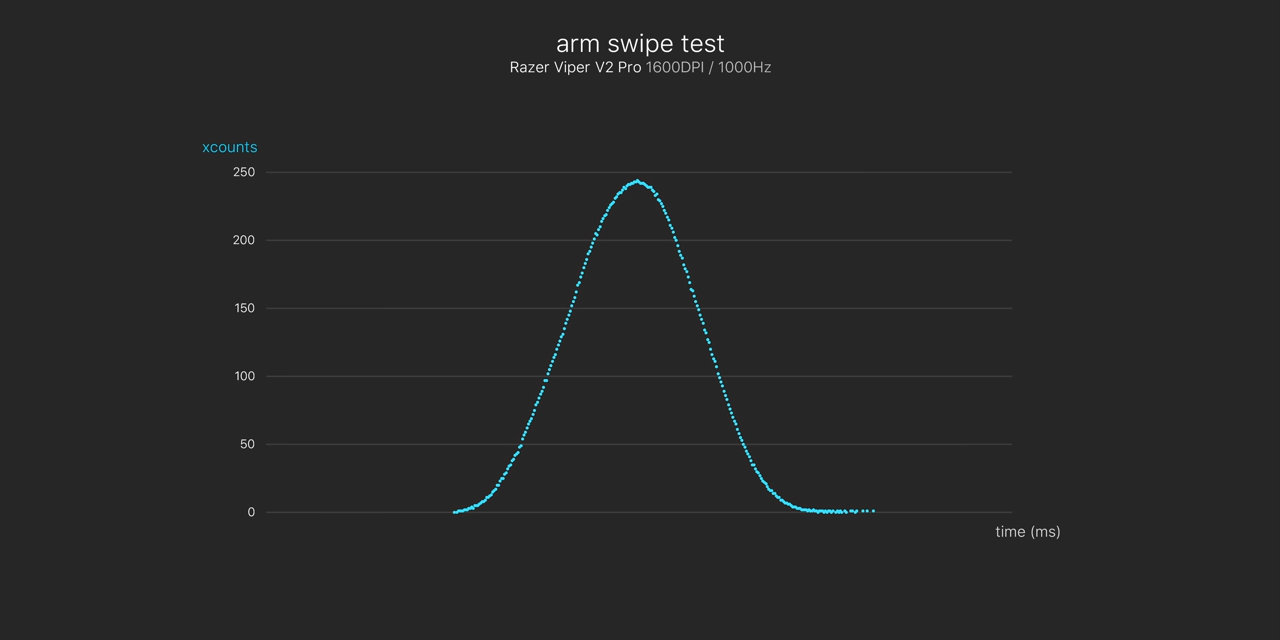 arm swipe test
Razer Viper V2 Pro 1600DPI / 1000Hz
xcounts
250
200
150
100
50
0
time (ms)